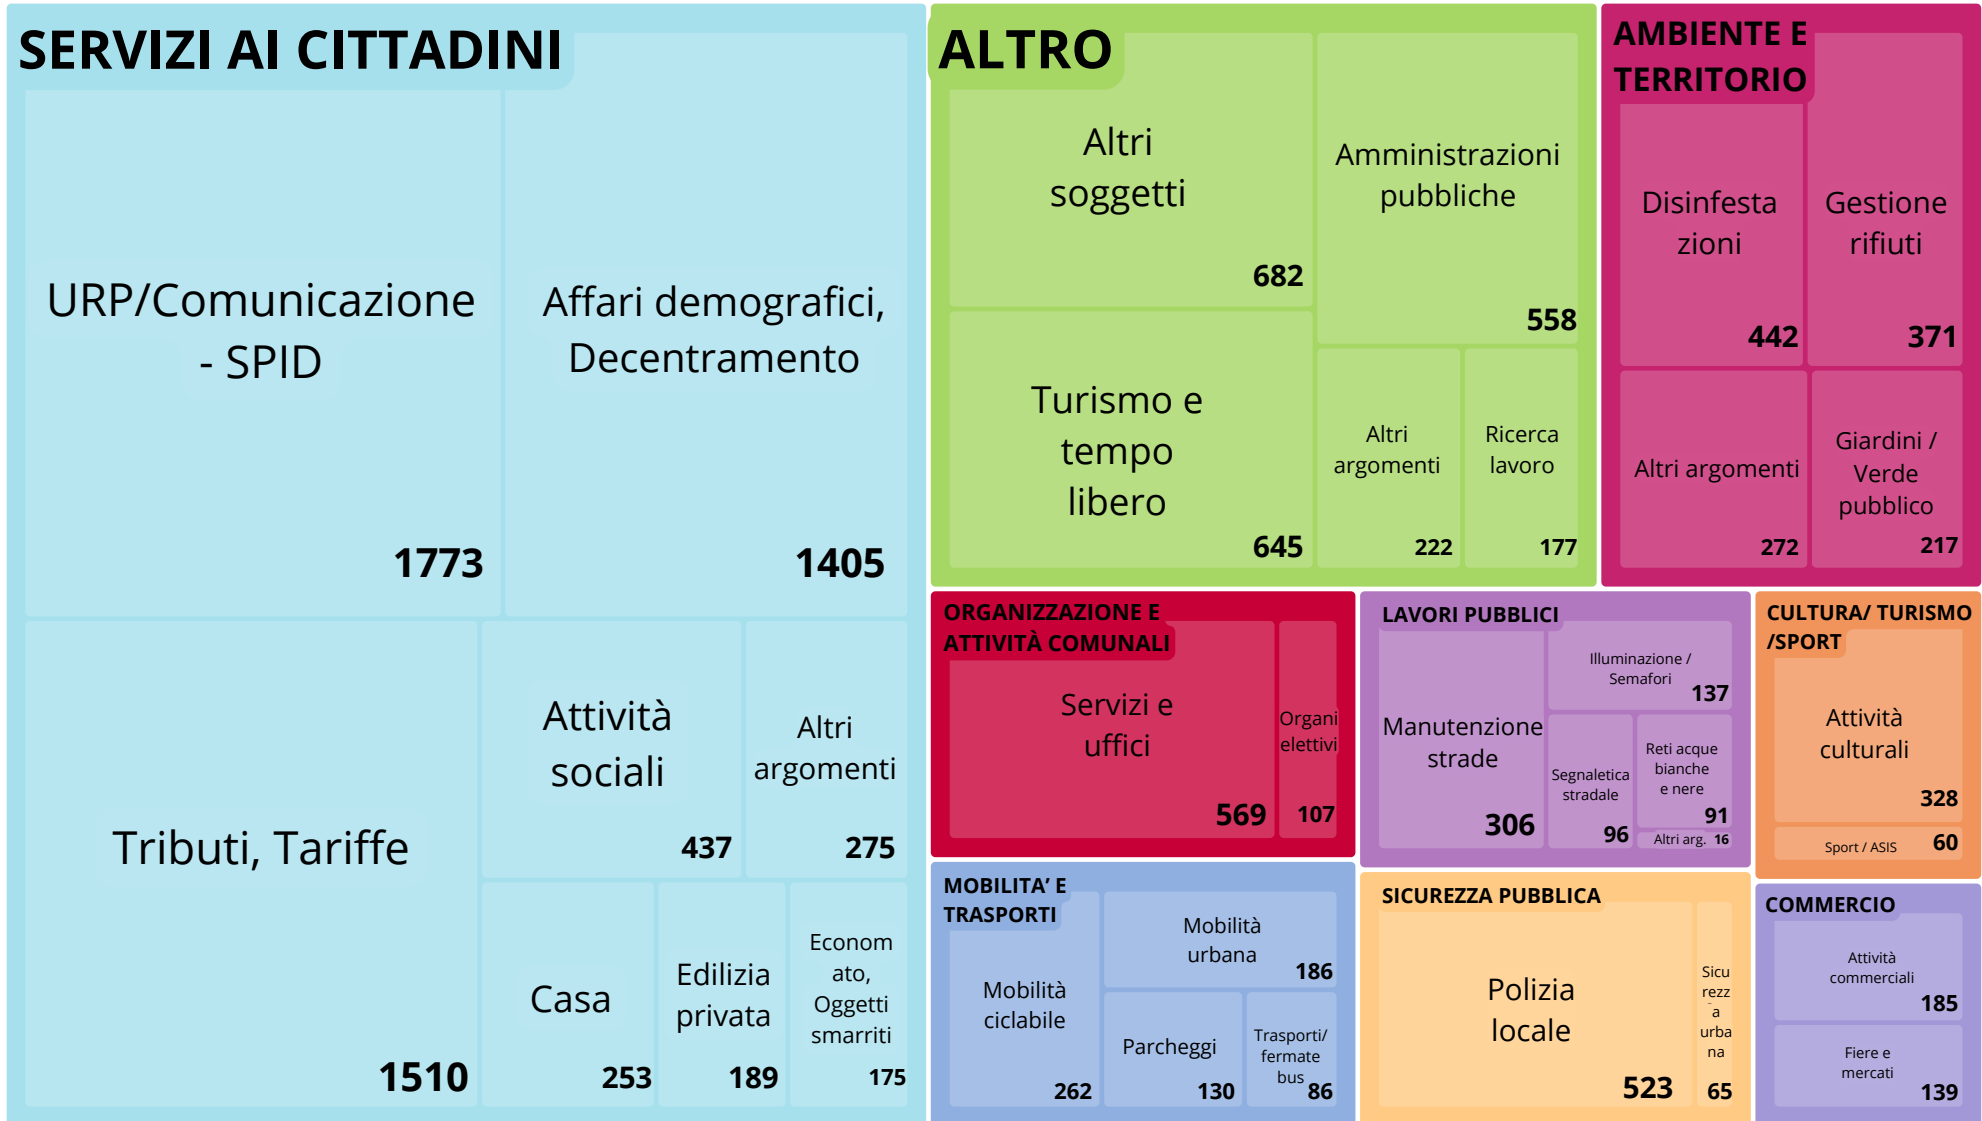 SERVIZI AI CITTADINI
URP/Comunicazione
- SPID
1773
Affari demografici,
Decentramento
1405
Tributi, Tariffe
1510
Attività
sociali
437
Altri
argomenti
275
Casa
253
Edilizia
privata
189
Econom
ato,
Oggetti
smarriti
175
ALTRO
Altri
soggetti
682
Amministrazioni
pubbliche
558
Turismo e
tempo
libero
645
Altri
argomenti
222
Ricerca
lavoro
177
AMBIENTE E
TERRITORIO
Disinfesta
zioni
442
Gestione
rifiuti
371
Altri argomenti
272
Giardini /
Verde
pubblico
217
ORGANIZZAZIONE E
ATTIVITÀ COMUNALI
Servizi e
uffici
569
Organi
elettivi
107
LAVORI PUBBLICI
Manutenzione
strade
306
Illuminazione /
Semafori
137
Segnaletica
stradale
96
Reti acque
bianche
e nere
91
Altri arg. 16
CULTURA/ TURISMO
/SPORT
Attività
culturali
328
Sport / ASIS
60
MOBILITA’ E
TRASPORTI
Mobilità
ciclabile
262
Mobilità
urbana
186
Parcheggi
130
Trasporti/
fermate
bus
86
SICUREZZA PUBBLICA
Polizia
locale
523
Sicu
rezz
a
urba
na
65
COMMERCIO
Attività
commerciali
185
Fiere e
mercati
139